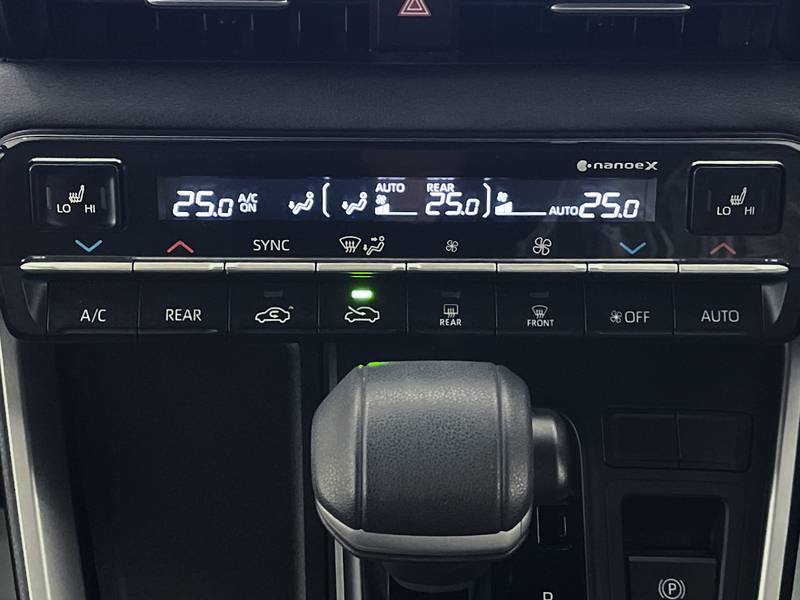 nanoeX
LO HI
25.0 A/C ON AUTO REAR 25.0 AUTO 25.0
LO HI
SYNC
A/C REAR REAR FRONT OFF AUTO
P
P